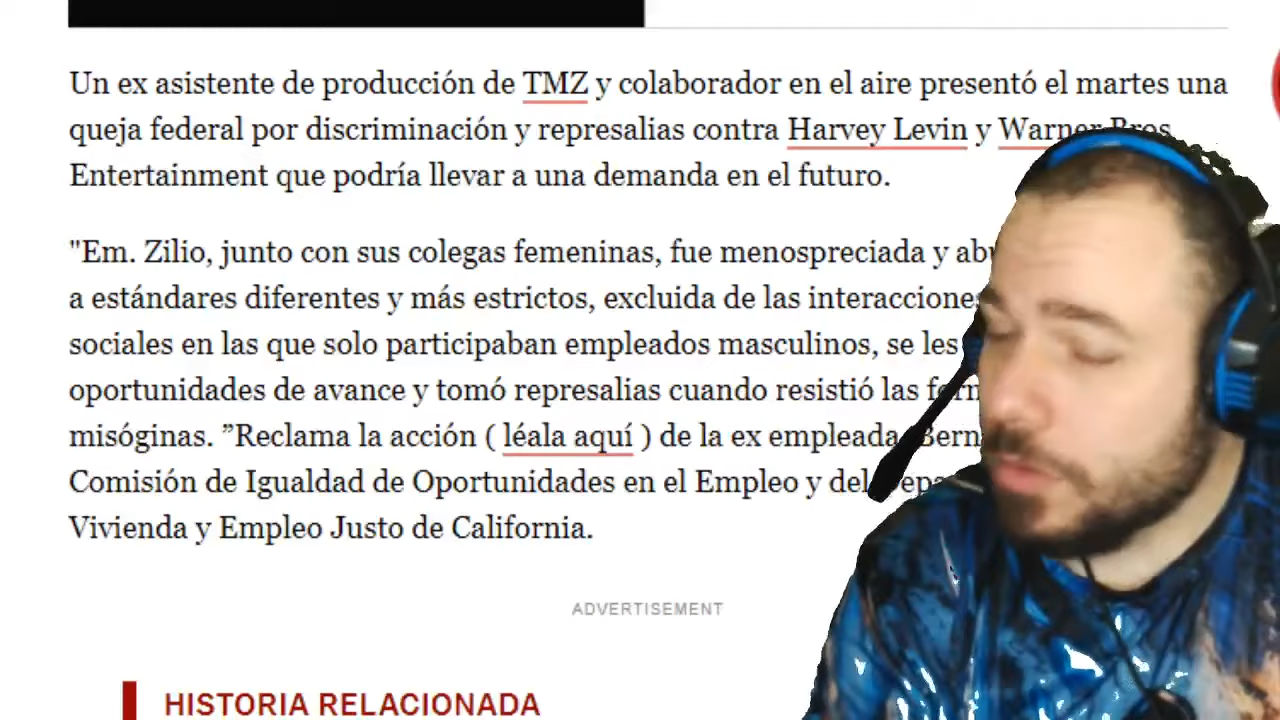 Un ex asistente de producción de TMZ y colaborador en el aire presentó el martes una
queja federal por discriminación y represalias contra Harvey Levin y Warner Bros.
Entertainment que podría llevar a una demanda en el futuro.
"Em. Zilio, junto con sus colegas femeninas, fue menospreciada y
a estándares diferentes y más estrictos, excluida de las interacciones
sociales en las que solo participaban empleados masculinos, se les
oportunidades de avance y tomó represalias cuando resistió las
misóginas. ”Reclama la acción ( léala aquí ) de la ex empleada
Comisión de Igualdad de Oportunidades en el Empleo y del
Vivienda y Empleo Justo de California.
ADVERTISEMENT
HISTORIA RELACIONADA